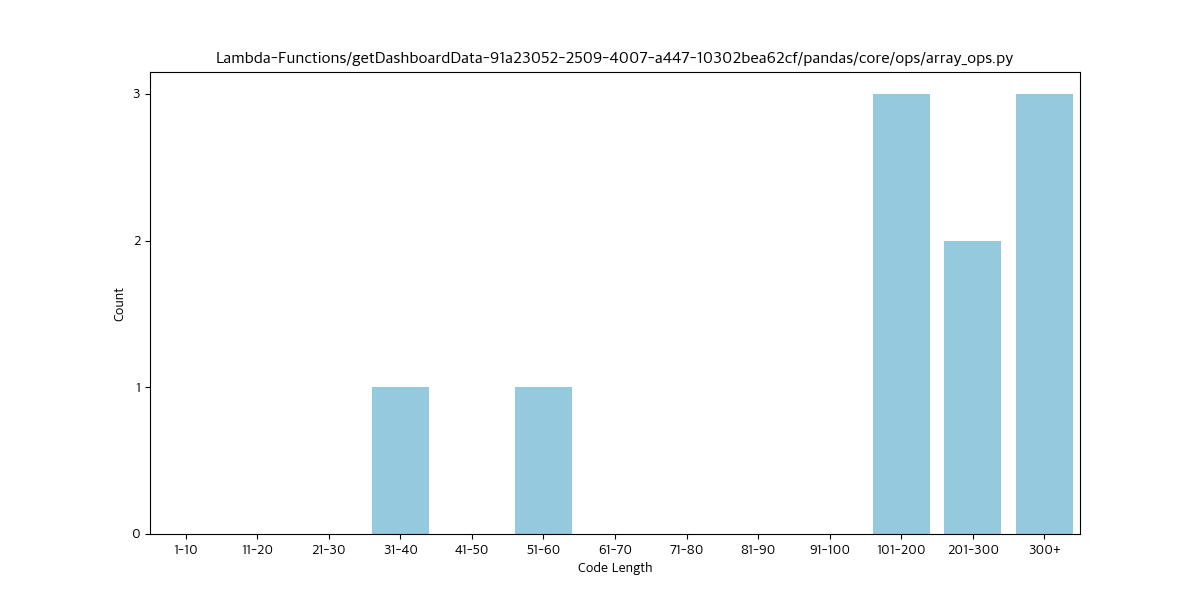 Lambda-Functions/getDashboardData-91a23052-2509-4007-a447-10302bea62cf/pandas/core/ops/array_ops.py
3
2
1
0
Count
1-10 11-20 21-30 31-40 41-50 51-60 61-70 71-80 81-90 91-100 101-200 201-300 300+
Code Length